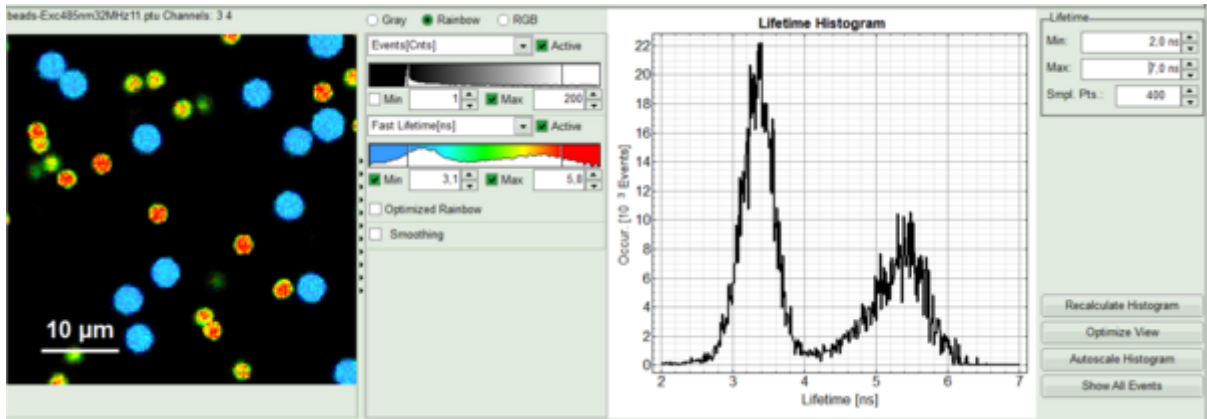 beads-Exc485nm32MHz11.ptu Channels: 3 4
10 µm
Gray Rainbow RGB
Events[Cnts] Active
Min 1 Max 200
Fast Lifetime[ns] Active
Min 3,1 Max 5,8
Optimized Rainbow
Smoothing
Lifetime Histogram
Occur. [10 3 Events]
22
20
18
16
14
12
10
8
6
4
2
0
2 3 4 5 6 7
Lifetime [ns]
Lifetime
Min: 2,0 ns
Max: 7,0 ns
Smpl. Pts.: 400
Recalculate Histogram
Optimize View
Autoscale Histogram
Show All Events